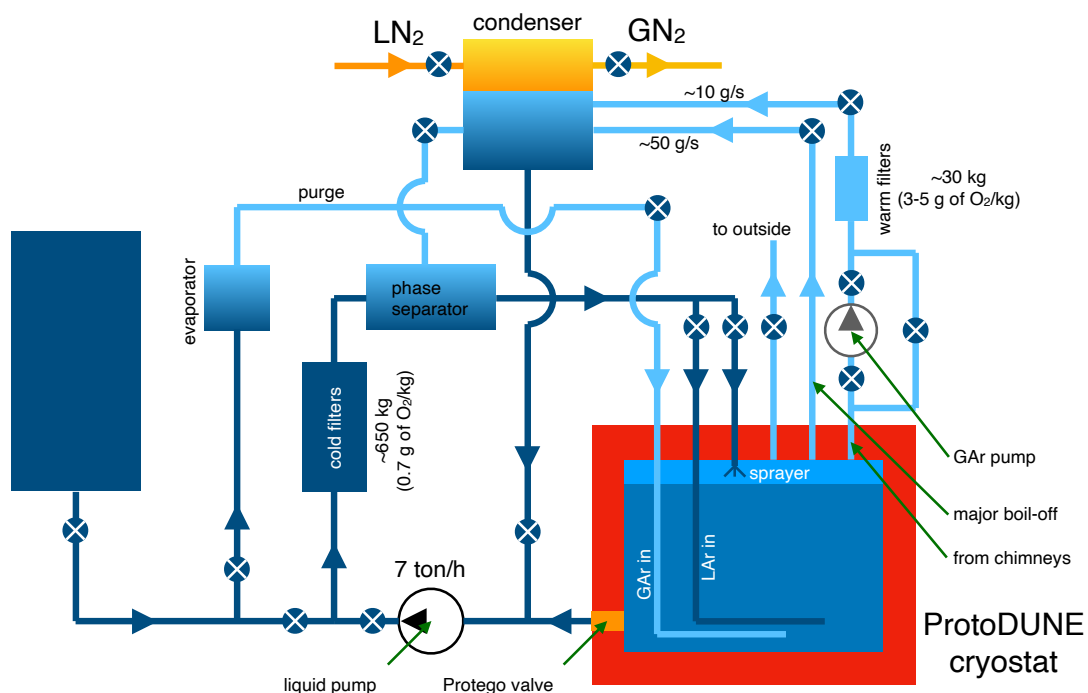 condenser
LN₂
GN₂
~10 g/s
~50 g/s
warm filters
~30 kg
(3-5 g of O₂/kg)
purge
to outside
evaporator
phase
separator
cold filters
~650 kg
(0.7 g of O₂/kg)
GAr pump
sprayer
major boil-off
GAr in
LAr in
from chimneys
7 ton/h
ProtoDUNE
cryostat
liquid pump
Protego valve